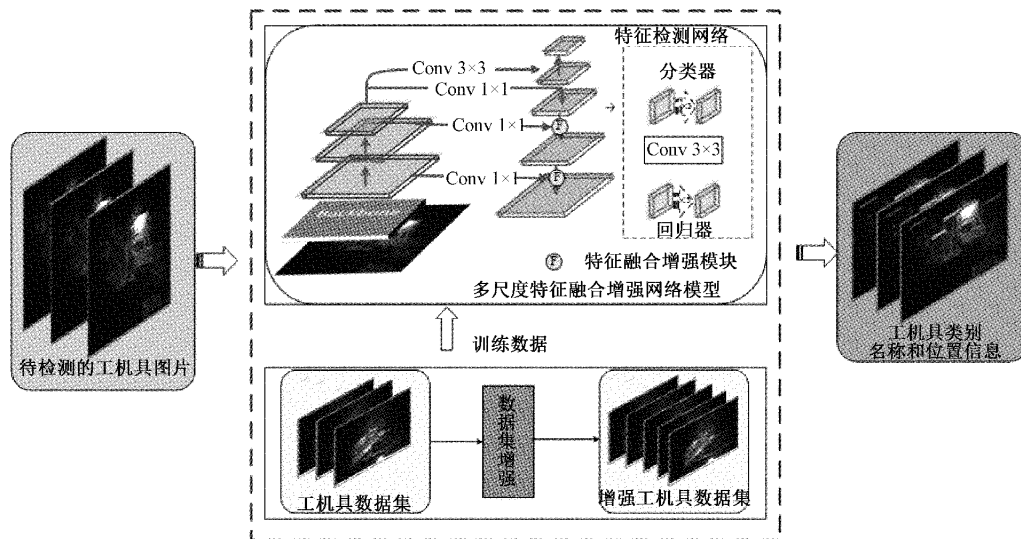 特征检测网络
Conv 3×3
分类器
Conv 1×1
Conv 1×1
F
Conv 3×3
Conv 1×1
F
回归器
F 特征融合增强模块
多尺度特征融合增强网络模型
待检测的工机具图片
工机具类别
名称和位置信息
训练数据
数据集增强
工机具数据集
增强工机具数据集